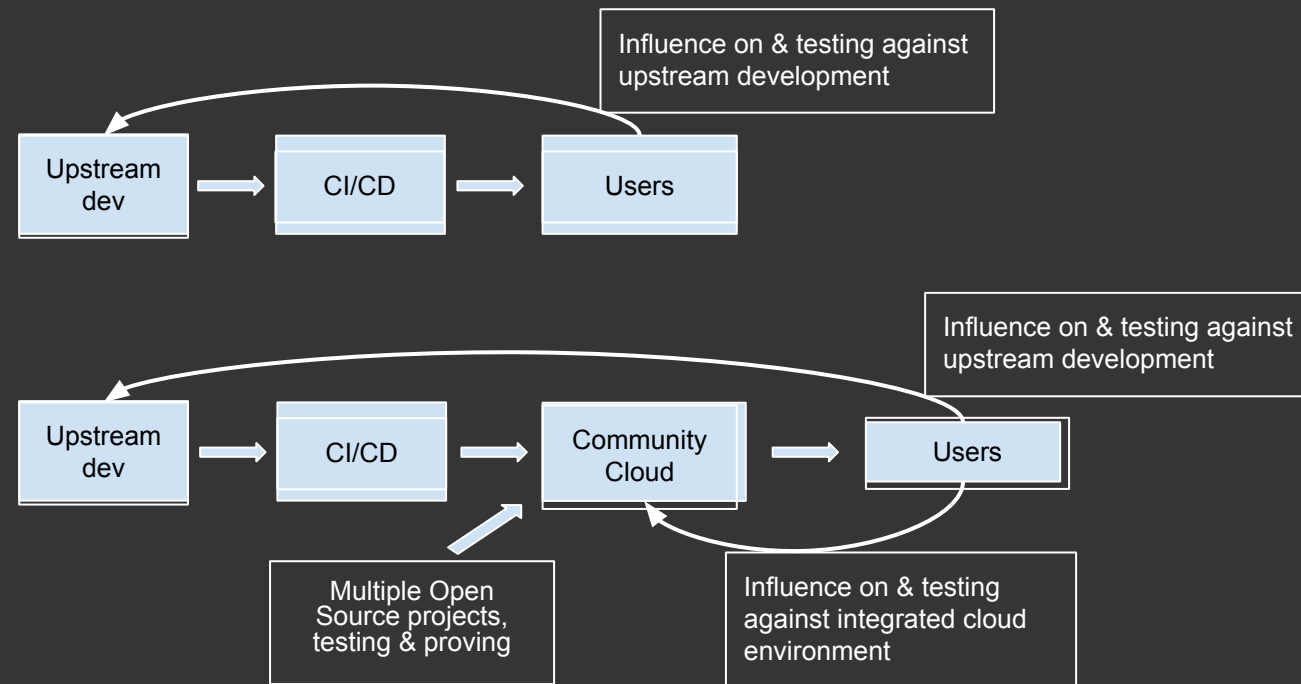 Influence on & testing against
upstream development
Upstream
dev
CI/CD
Users
Influence on & testing against
upstream development
Upstream
dev
CI/CD
Community
Cloud
Users
Multiple Open
Source projects,
testing & proving
Influence on & testing
against integrated cloud
environment